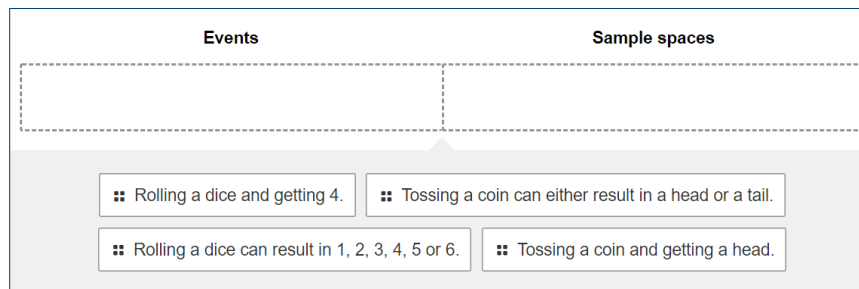 Events Sample spaces
Rolling a dice and getting 4. Tossing a coin can either result in a head or a tail.
Rolling a dice can result in 1, 2, 3, 4, 5 or 6. Tossing a coin and getting a head.